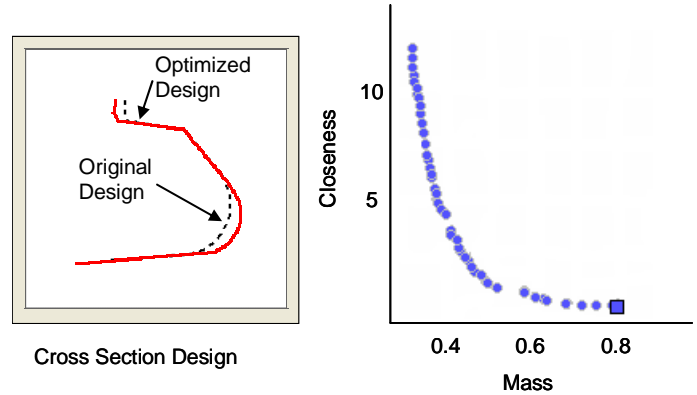 Optimized
Design
Original
Design
Cross Section Design
Closeness
10
5
0.4 0.6 0.8
Mass